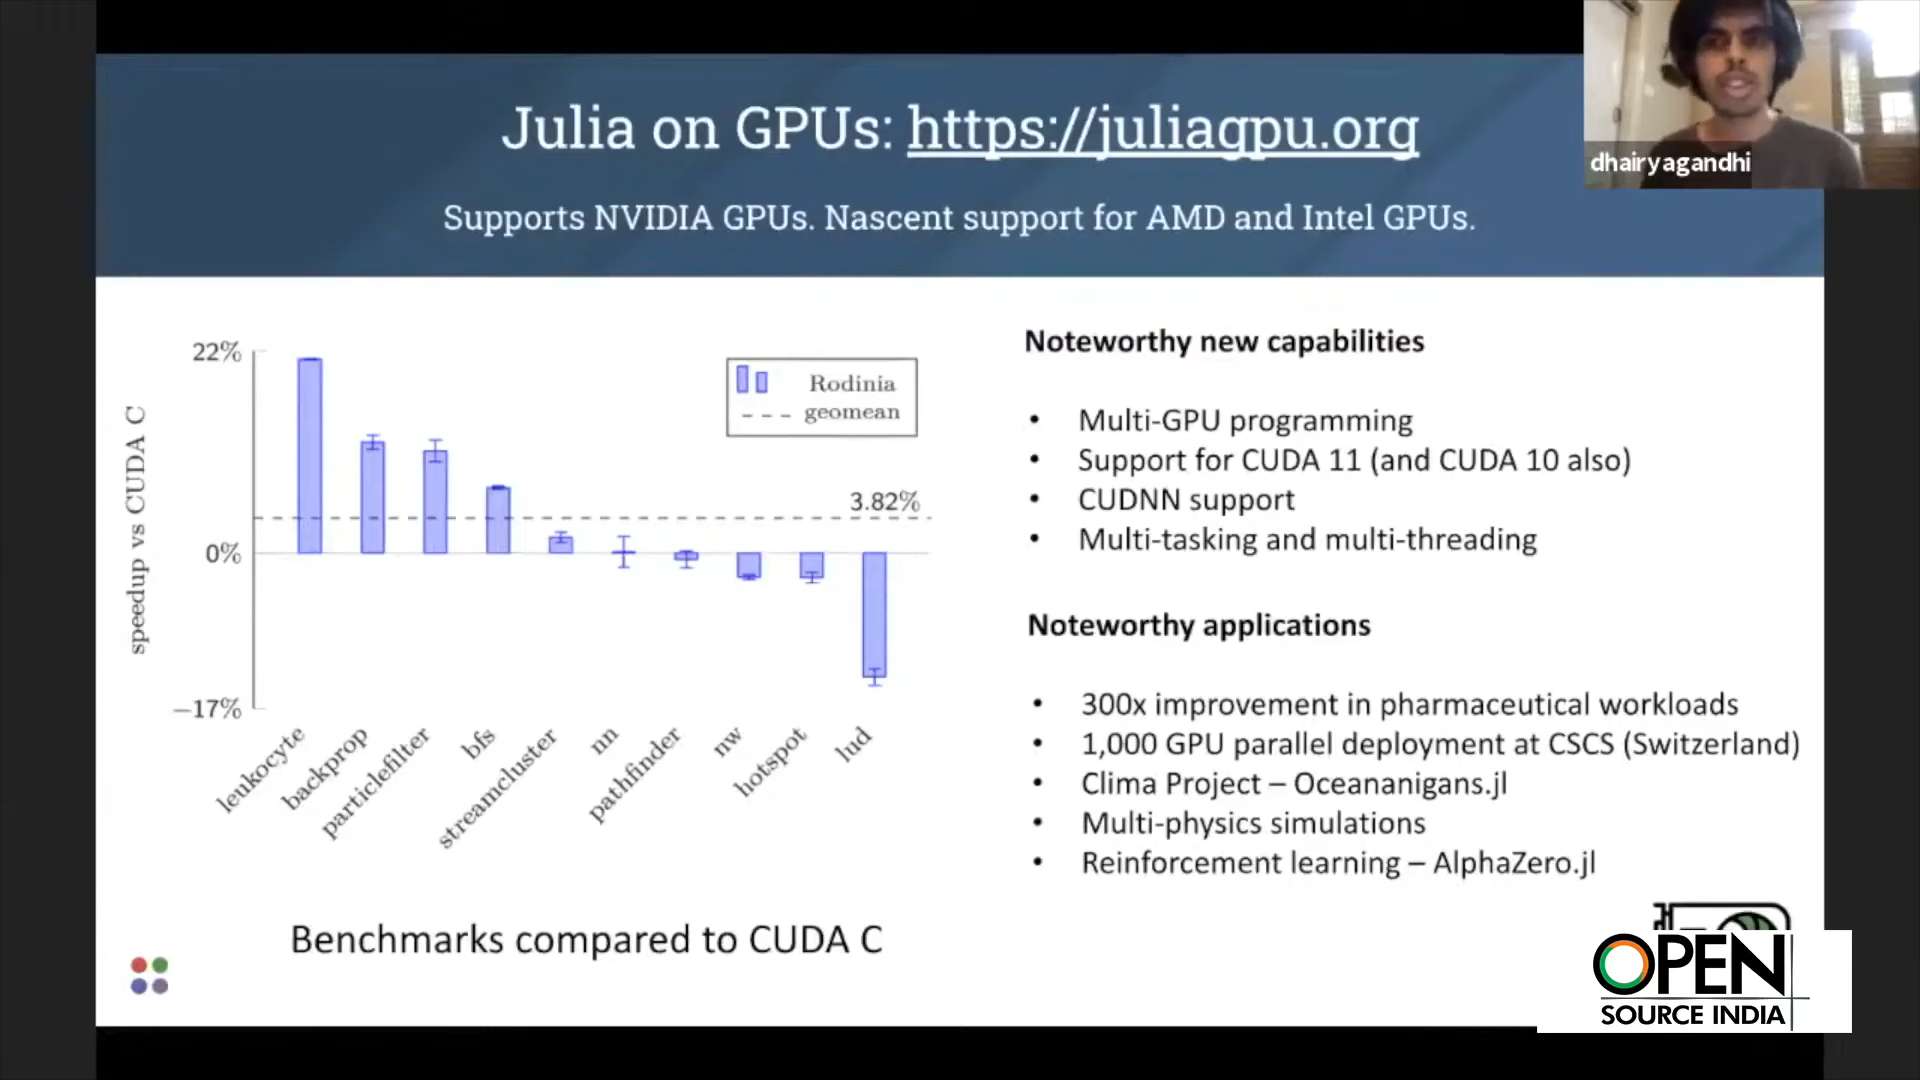 Julia on GPUs: https://juliagpu.org
Supports NVIDIA GPUs. Nascent support for AMD and Intel GPUs.
dhairyagandhi
22%
0%
−17%
speedup vs CUDA C
Rodinia
geomean
3.82%
leukocyte
backprop
particlefilter
bfs
streamcluster
nn
pathfinder
nw
hotspot
lud
Benchmarks compared to CUDA C
Noteworthy new capabilities
• Multi-GPU programming
• Support for CUDA 11 (and CUDA 10 also)
• CUDNN support
• Multi-tasking and multi-threading
Noteworthy applications
• 300x improvement in pharmaceutical workloads
• 1,000 GPU parallel deployment at CSCS (Switzerland)
• Clima Project – Oceananigans.jl
• Multi-physics simulations
• Reinforcement learning – AlphaZero.jl
OPEN
SOURCE INDIA